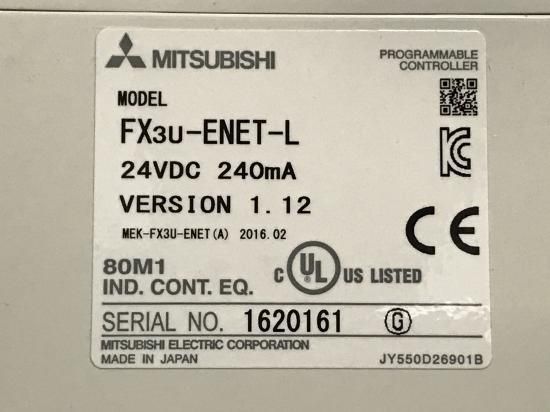 MITSUBISHI
PROGRAMMABLE
CONTROLLER
MODEL
FX3U-ENET-L
24VDC 240mA
VERSION 1.12
MEK-FX3U-ENET(A) 2016.02
80M1
IND. CONT. EQ.
C UL US LISTED
SERIAL NO. 1620161 G
MITSUBISHI ELECTRIC CORPORATION
MADE IN JAPAN
JY550D26901B